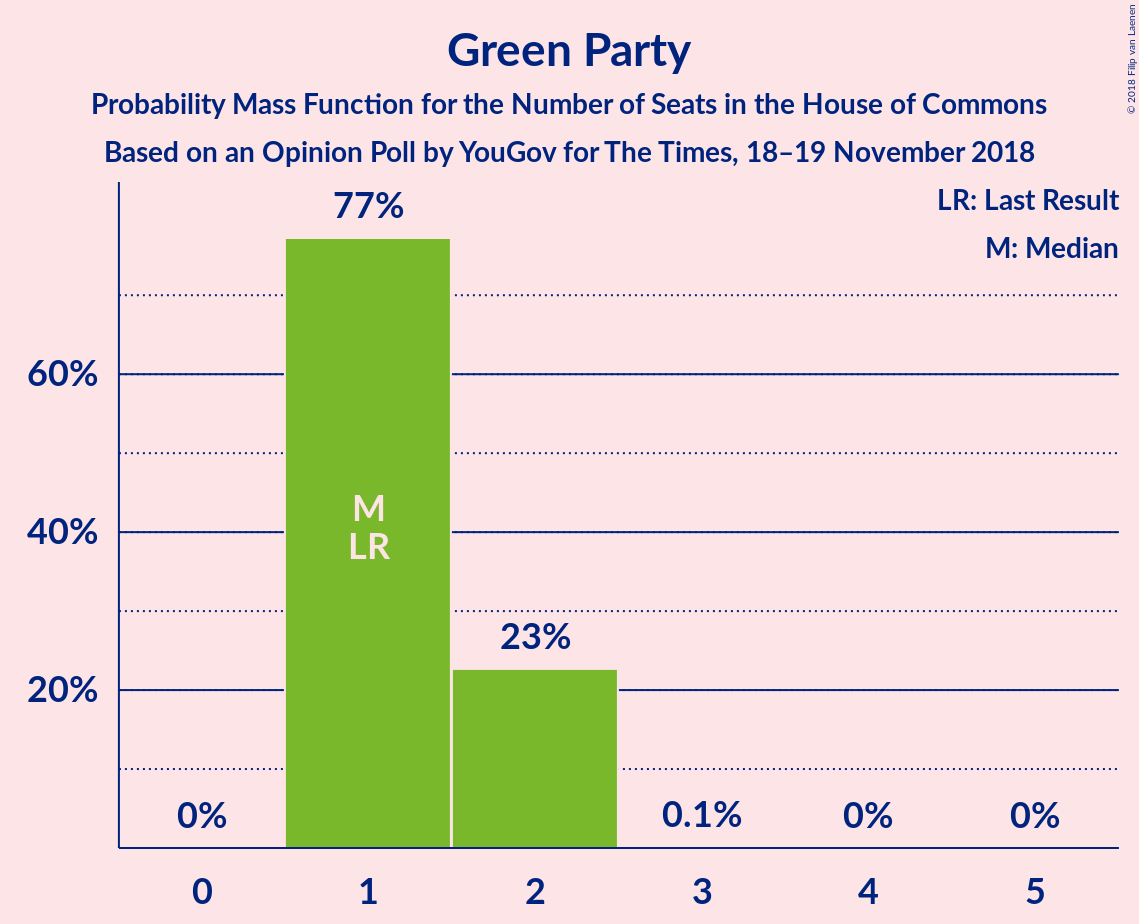 Green Party
Probability Mass Function for the Number of Seats in the House of Commons
Based on an Opinion Poll by YouGov for The Times, 18–19 November 2018
© 2018 Filip van Laenen
LR: Last Result
M: Median
77%
60%
M
40%
LR
23%
20%
0%
0.1%
0%
0%
0 1 2 3 4 5